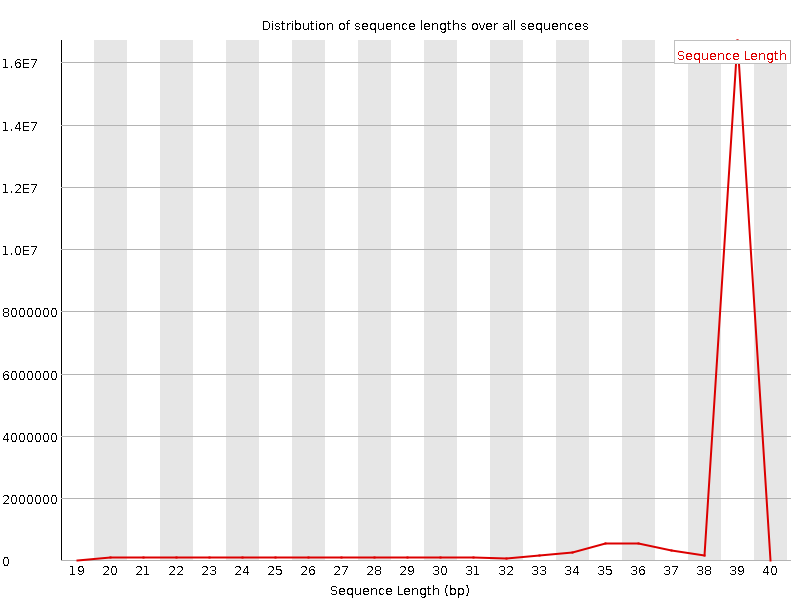 Distribution of sequence lengths over all sequences
Sequence Length
1.6E7
1.4E7
1.2E7
1.0E7
8000000
6000000
4000000
2000000
0
19 20 21 22 23 24 25 26 27 28 29 30 31 32 33 34 35 36 37 38 39 40
Sequence Length (bp)